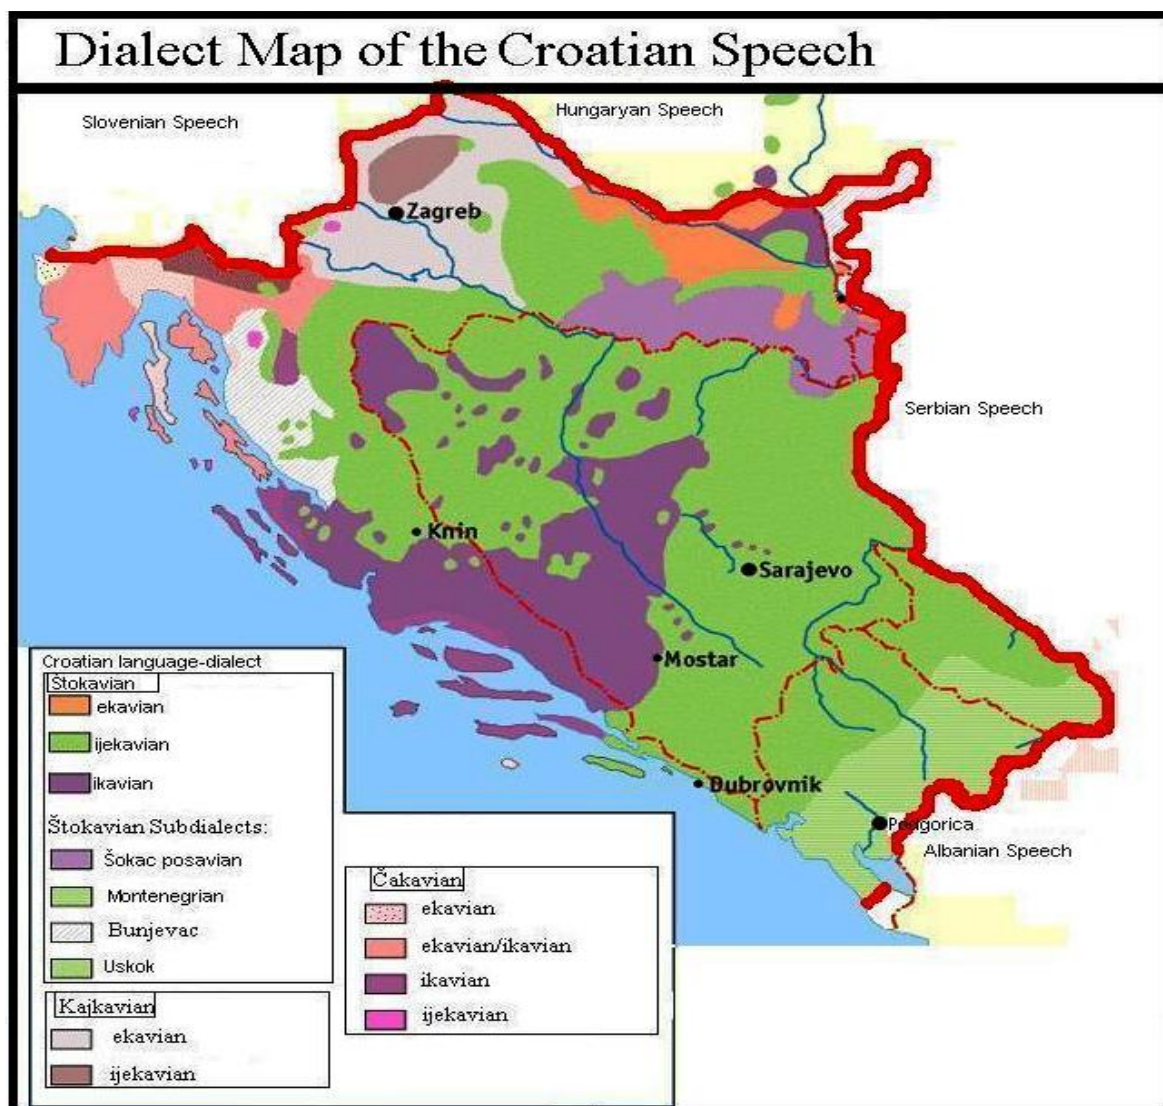 Dialect Map of the Croatian Speech
Slovenian Speech
Hungaryan Speech
Zagreb
Serbian Speech
Knin
Sarajevo
Mostar
Dubrovnik
Podgorica
Albanian Speech
Croatian language-dialect
Štokavian
ekavian
ijekavian
ikavian
Štokavian Subdialects:
Šokac posavian
Montenegrian
Bunjevac
Uskok
Kajkavian
ekavian
ijekavian
Čakavian
ekavian
ekavian/ikavian
ikavian
ijekavian